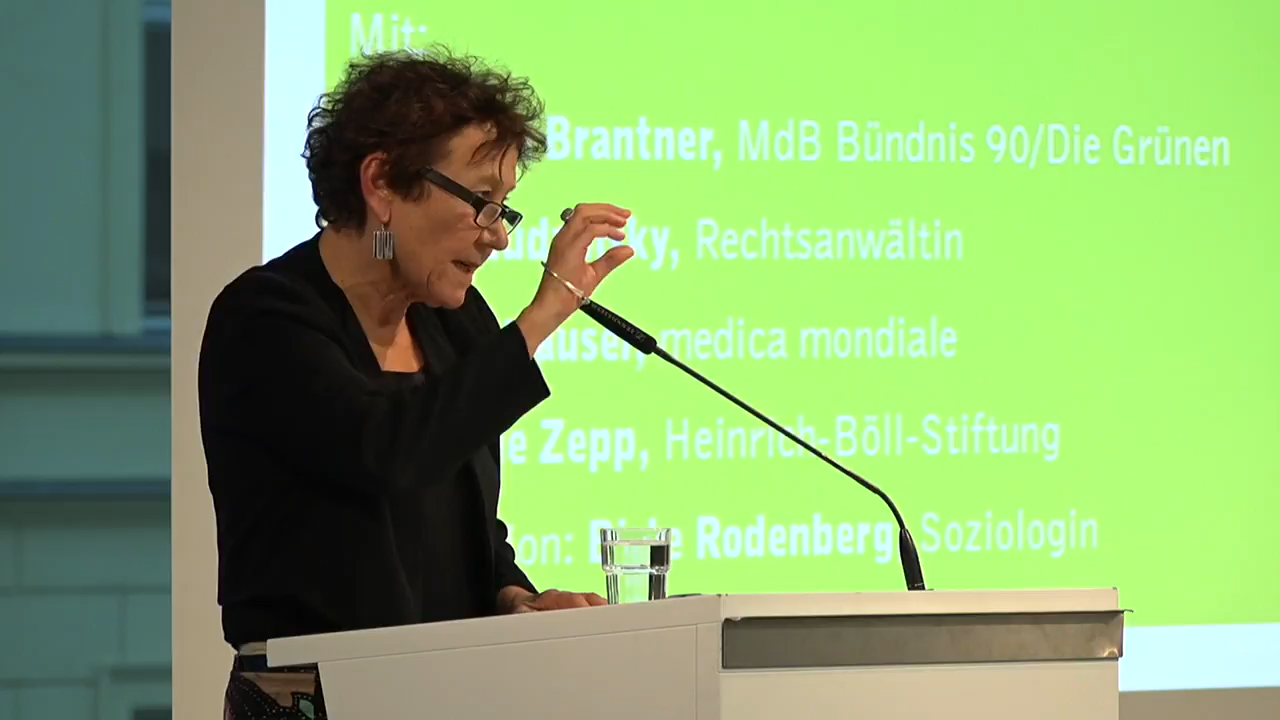 Mit:
Brantner, MdB Bündnis 90/Die Grünen
Rechtsanwältin
medica mondiale
Zepp, Heinrich-Böll-Stiftung
Rodenberg, Soziologin